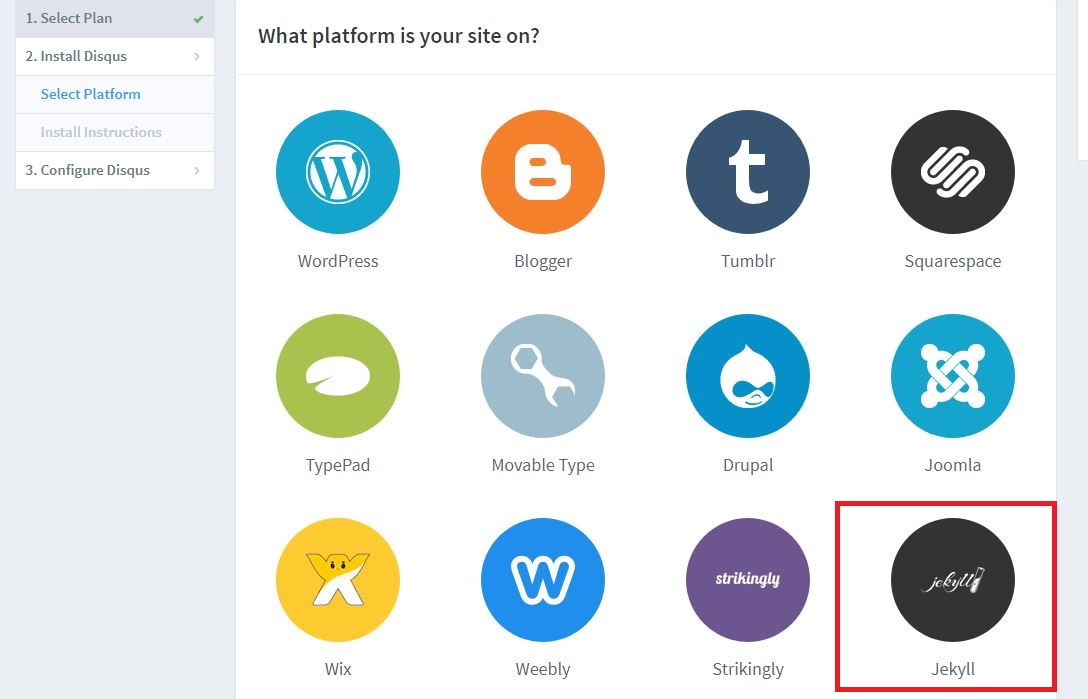 1. Select Plan
2. Install Disqus
Select Platform
Install Instructions
3. Configure Disqus
What platform is your site on?
WordPress
Blogger
Tumblr
Squarespace
TypePad
Movable Type
Drupal
Joomla
strikingly
jekyll
Wix
Weebly
Strikingly
Jekyll